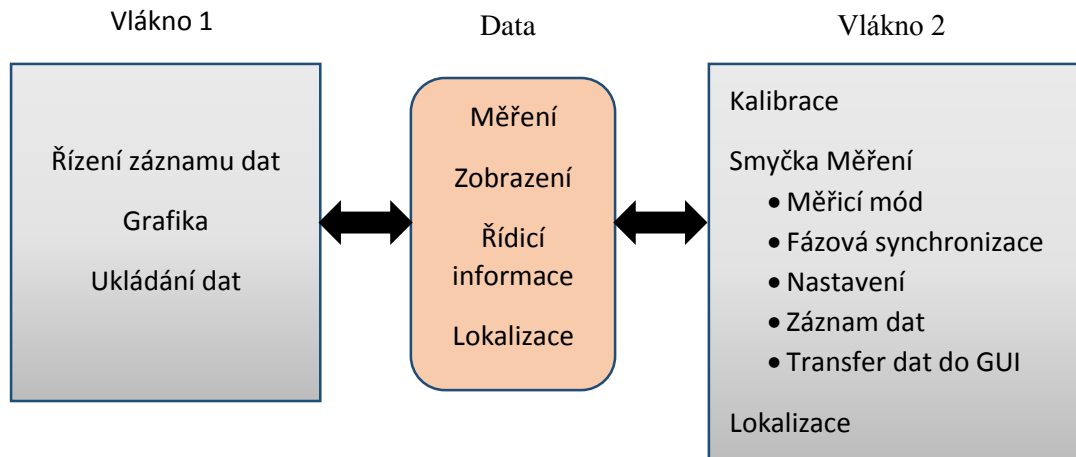 Vlákno 1
Řízení záznamu dat
Grafika
Ukládání dat
Data
Měření
Zobrazení
Řídicí
informace
Lokalizace
Vlákno 2
Kalibrace
Smyčka Měření
• Měřicí mód
• Fázová synchronizace
• Nastavení
• Záznam dat
• Transfer dat do GUI
Lokalizace